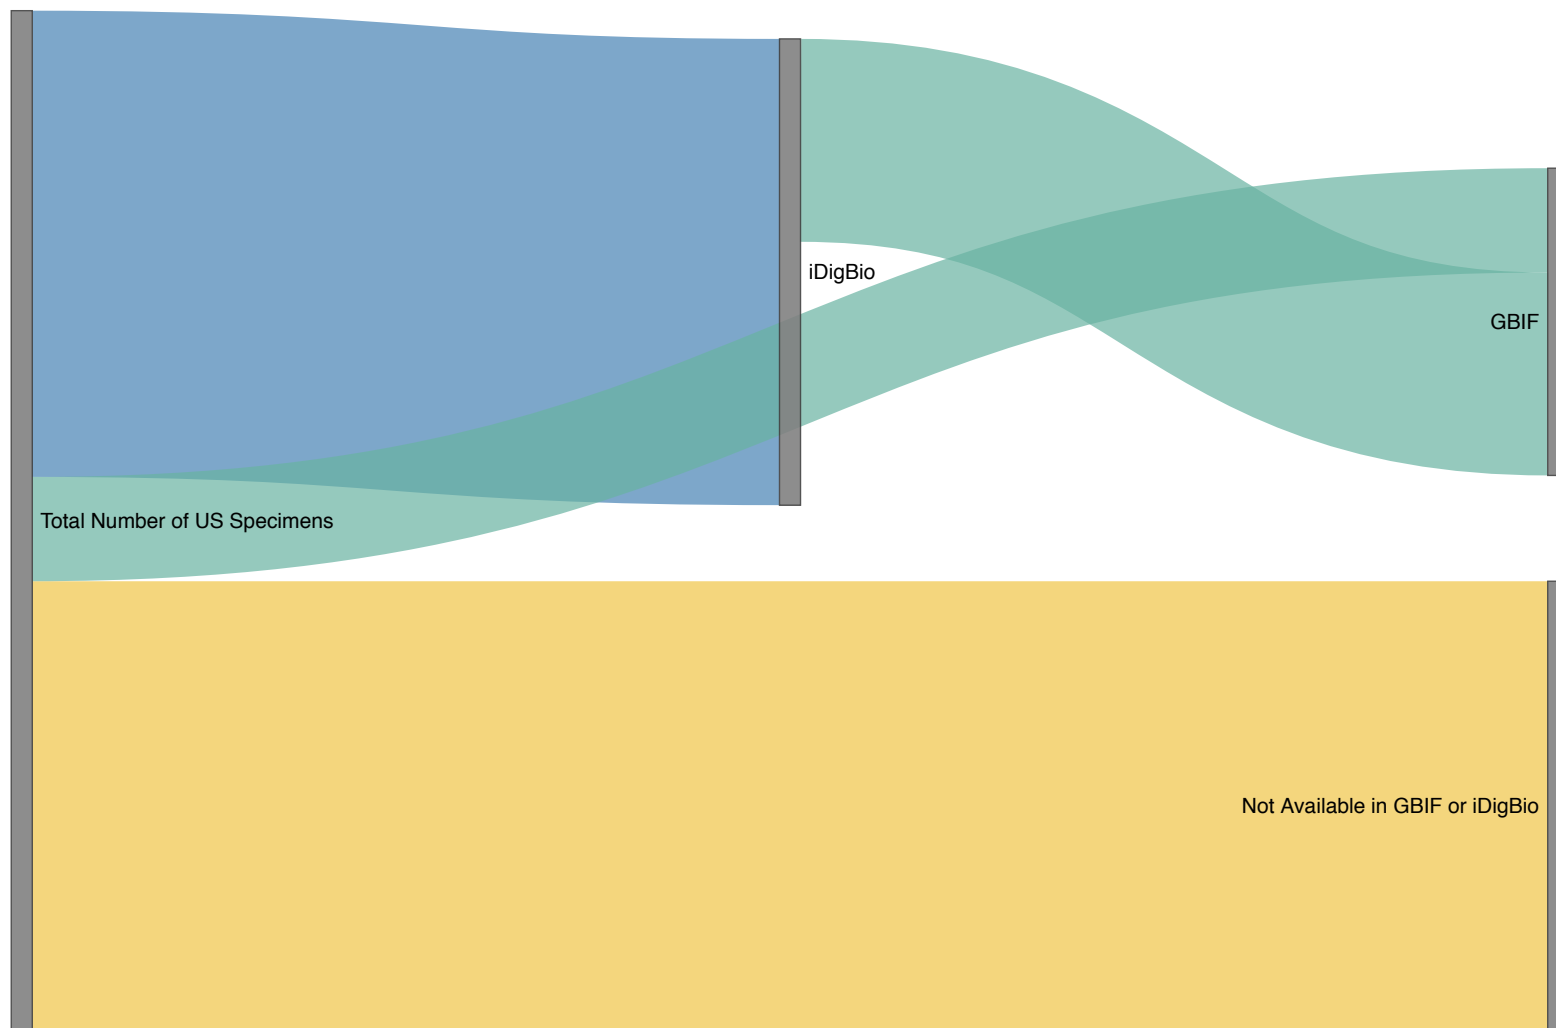 iDigBio
GBIF
Total Number of US Specimens
Not Available in GBIF or iDigBio